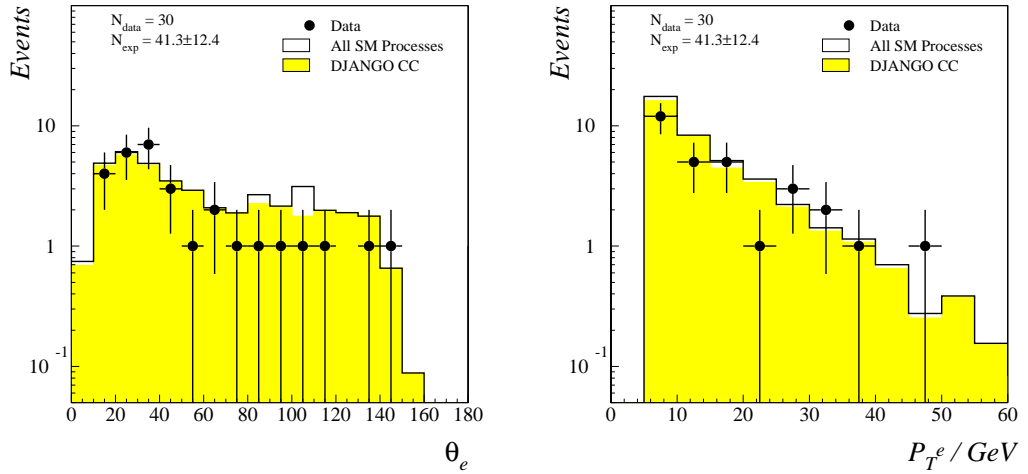 N_data = 30
N_exp = 41.3±12.4
Data
All SM Processes
DJANGO CC
Events
10
1
10^-1
0 20 40 60 80 100 120 140 160 180
θ_e
N_data = 30
N_exp = 41.3±12.4
Data
All SM Processes
DJANGO CC
Events
10
1
10^-1
0 10 20 30 40 50 60
P_T^e / GeV